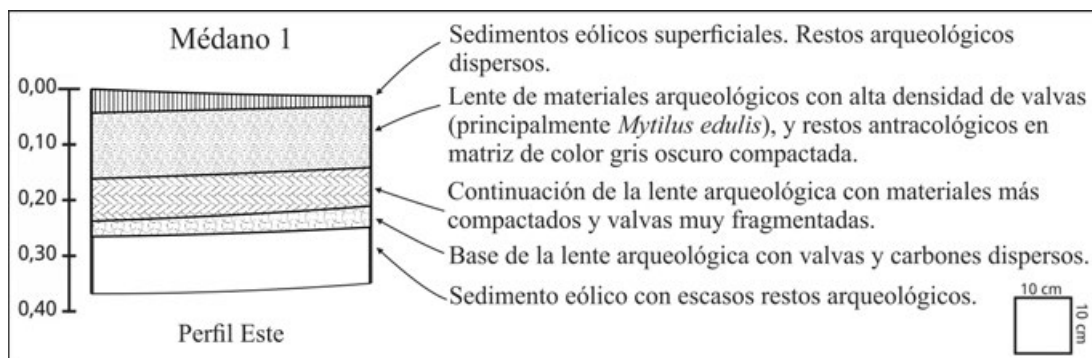 Médano 1
0,00
0,10
0,20
0,30
0,40
Perfil Este
Sedimentos eólicos superficiales. Restos arqueológicos
dispersos.
Lente de materiales arqueológicos con alta densidad de valvas
(principalmente Mytilus edulis), y restos antracológicos en
matriz de color gris oscuro compactada.
Continuación de la lente arqueológica con materiales más
compactados y valvas muy fragmentadas.
Base de la lente arqueológica con valvas y carbones dispersos.
Sedimento eólico con escasos restos arqueológicos.
10 cm
10 cm